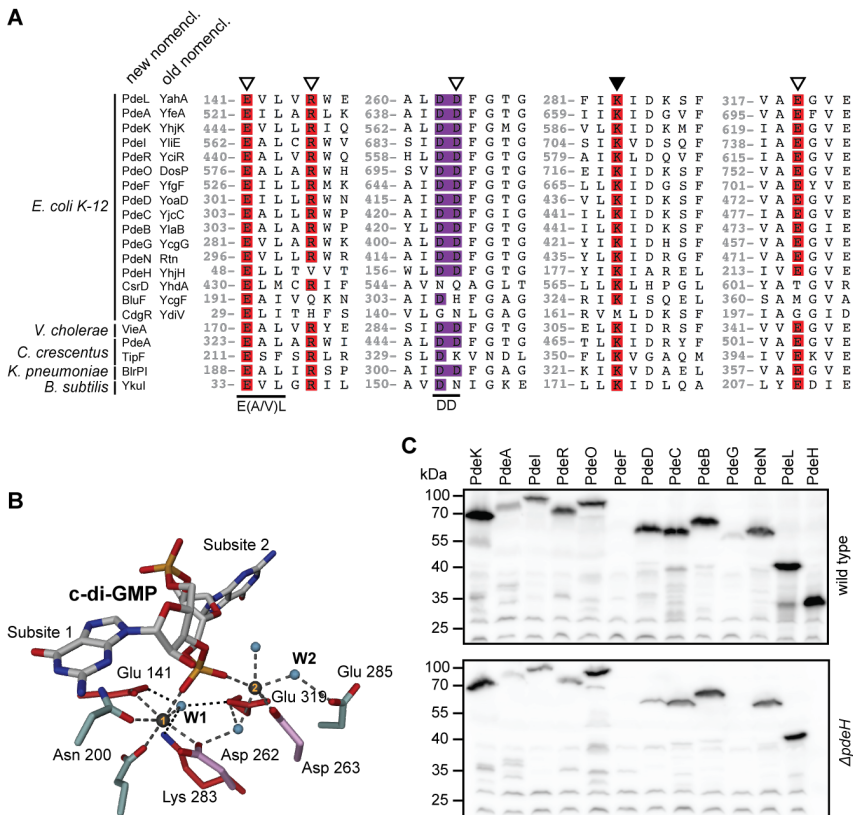 A
new nomencl.
old nomencl.
PdeL YahA 141– E V L V R W E 260– A L D D F G T G 281– F I K I D K S F 317– V A E G V E
PdeA YfeA 521– E I L A R L K 638– A I D D F G T G 659– I I K I D G V F 695– V A E F V E
PdeK YhjK 444– E V L L R I Q 562– A L D D F G M G 583– V L K I D K M F 619– I A E G V E
PdeI YliE 562– E A L C R W V 684– S I D D F G T G 704– S I K V D S Q F 738– I A E G V E
PdeR YciR 440– E A L V R W Q 558– H L D D F G T G 579– A I K L D Q V F 615– I A E G V E
PdeO DosP 576– E A L A R W H 695– S V D D F G T G 716– E I K I D K S F 752– V A E G V E
PdeF YfgF 526– E I L L R M K 644– A I D D F G T G 665– L L K I D G S F 701– V A E Y V E
PdeD YoaD 301– E I L L R W N 415– A I D D F G T G 436– V L K I D K S F 472– I A E G V E
PdeC YjcC 303– E A L L R W P 420– A I D D F G T G 441– I I K I D K S F 477– I A E G V E
PdeB YlaB 303– E A L A R W P 420– Y L D D F G T G 441– A L K I D K S F 477– V A E G I E
PdeG YcgG 281– E V L A R W K 400– A L D D F G T G 423– Y I K I D H S F 457– V A E G V E
PdeN Rtn 296– E V L L R W R 414– A L D D F G T G 435– Y L K I D R G F 471– I A E G V E
PdeH YhjH 48– E L L T V V T 156– W L D D F G T G 177– Y I K I A R E L 213– I V E G V E
CsrD YhdA 430– E L M C R I F 545– A V N Q A G L T 565– L L K L H P G L 601– Y A T G V R
BluF YcgF 191– E A I V Q K N 303– A I D H F G A G 324– R I K I S Q E L 360– S A M G V A
CdgR YdiV 29– E L I T H F S 164– V L G N L G A G 161– R V M L D K S F 201– S A G G I D
VieA 170– E A L V R Y E 284– S I D D F G T G 305– E L K I D R S F 341– V V E G V E
PdeA 323– E A L A R W I 444– A L D D F G T G 465– T L K I D R Y F 501– V A E G V E
TipF 211– E S F S R L R 329– S L D K V N D L 350– F L K V G A Q M 394– I V E K V E
BlrPI 188– E A L I R S P 300– A I D D F G A G 321– K I K V D A A I 357– V A E G V E
YkuI 33– E V L G R I L 150– A V D N I G K E 171– L L K I D L Q A 207– L Y E D I E
E. coli K-12
V. cholerae
C. crescentus
K. pneumoniae
B. subtilis
E(A/V)L
DD
B
c-di-GMP
Subsite 2
Subsite 1
Glu 141
W2
Glu 285
Glu 319
W1
1
2
Asn 200
Asp 262
Asp 263
Lys 283
C
kDa
PdeK PdeA PdeI PdeR PdeO PdeF PdeD PdeC PdeB PdeG PdeN PdeL PdeH
100
70
55
40
35
25
wild type
100
70
55
40
35
25
ΔpdeH